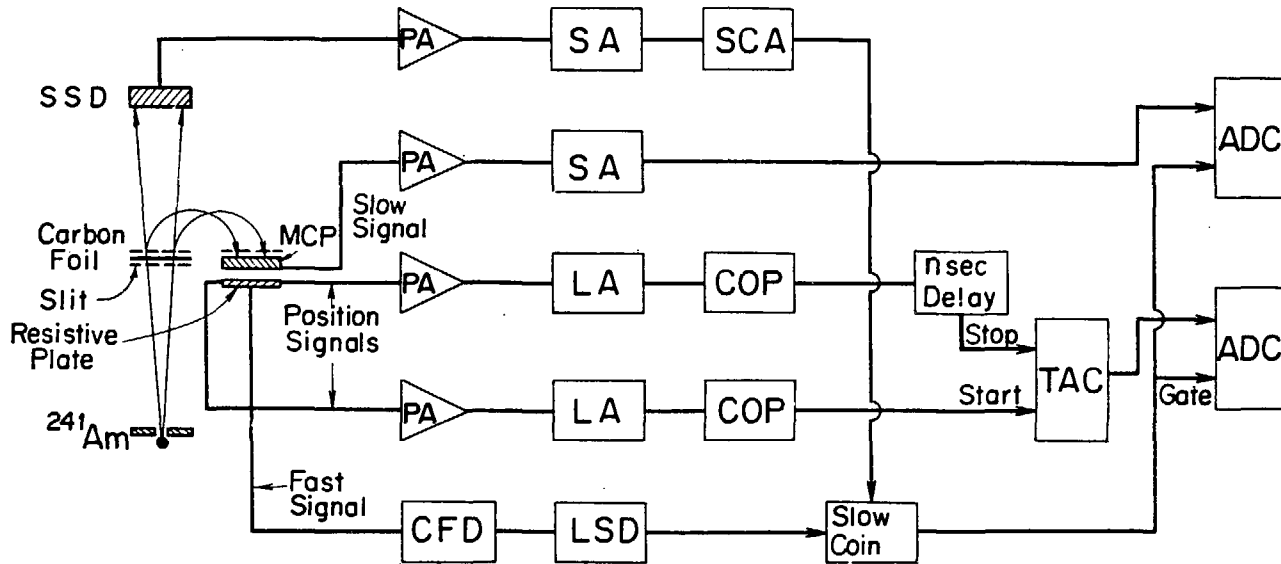 PA
SA
SCA
SSD
ADC
PA
SA
Slow
Signal
MCP
Carbon
Foil
Slit
Resistive
Plate
Position
Signals
PA
LA
COP
nsec
Delay
Stop
TAC
ADC
Gate
Start
PA
LA
COP
241Am
Fast
Signal
CFD
LSD
Slow
Coin